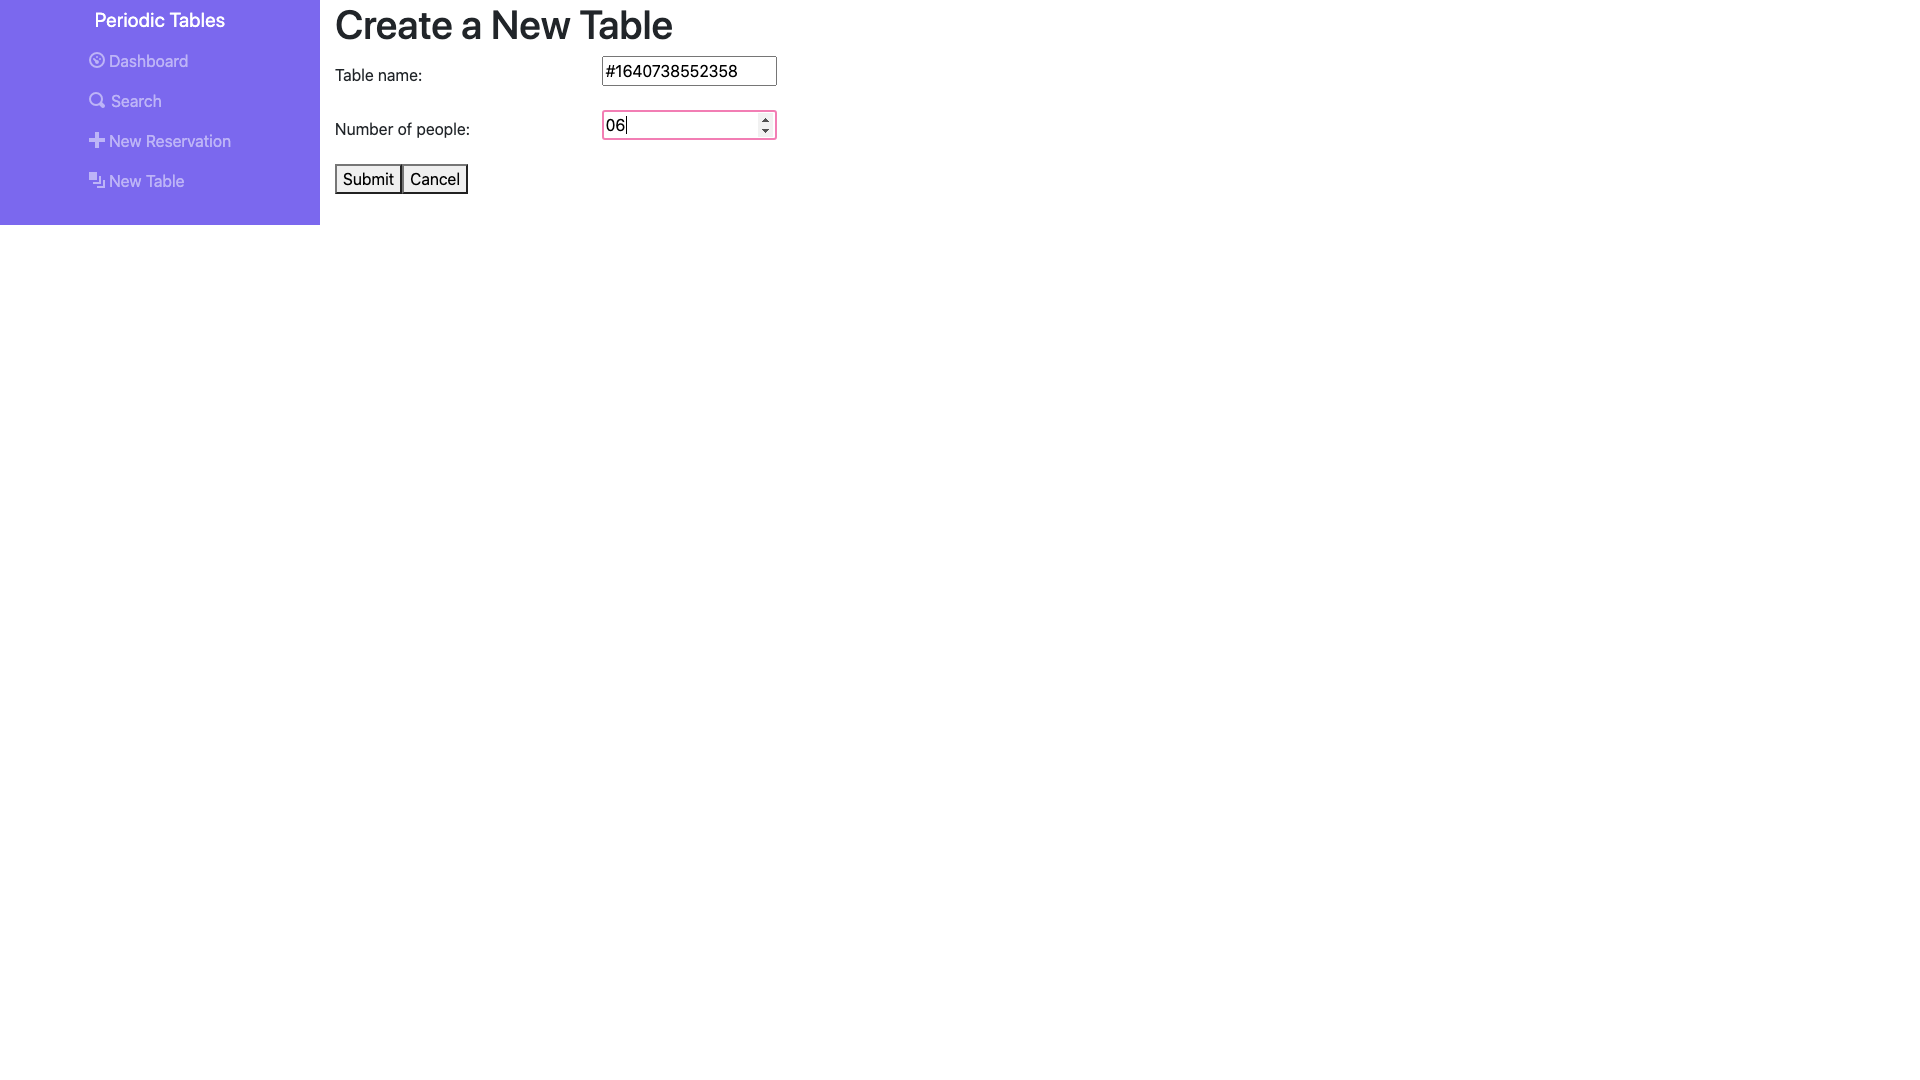 Periodic Tables
Dashboard
Search
New Reservation
New Table
Create a New Table
Table name: #1640738552358
Number of people: 06
Submit Cancel